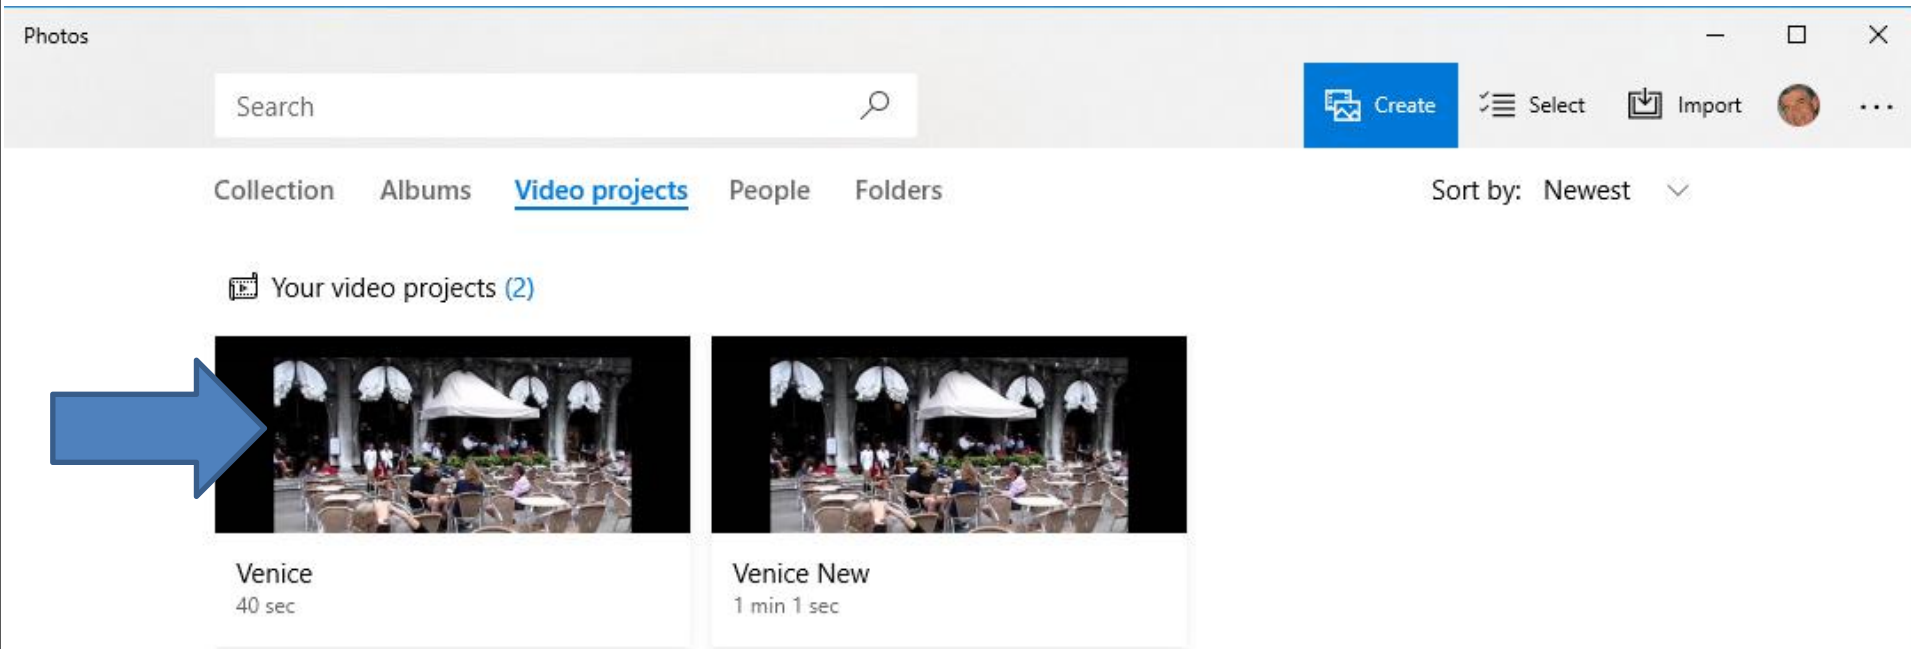 Photos
Search
Create Select Import
Collection Albums Video projects People Folders
Sort by: Newest
Your video projects (2)
Venice
40 sec
Venice New
1 min 1 sec